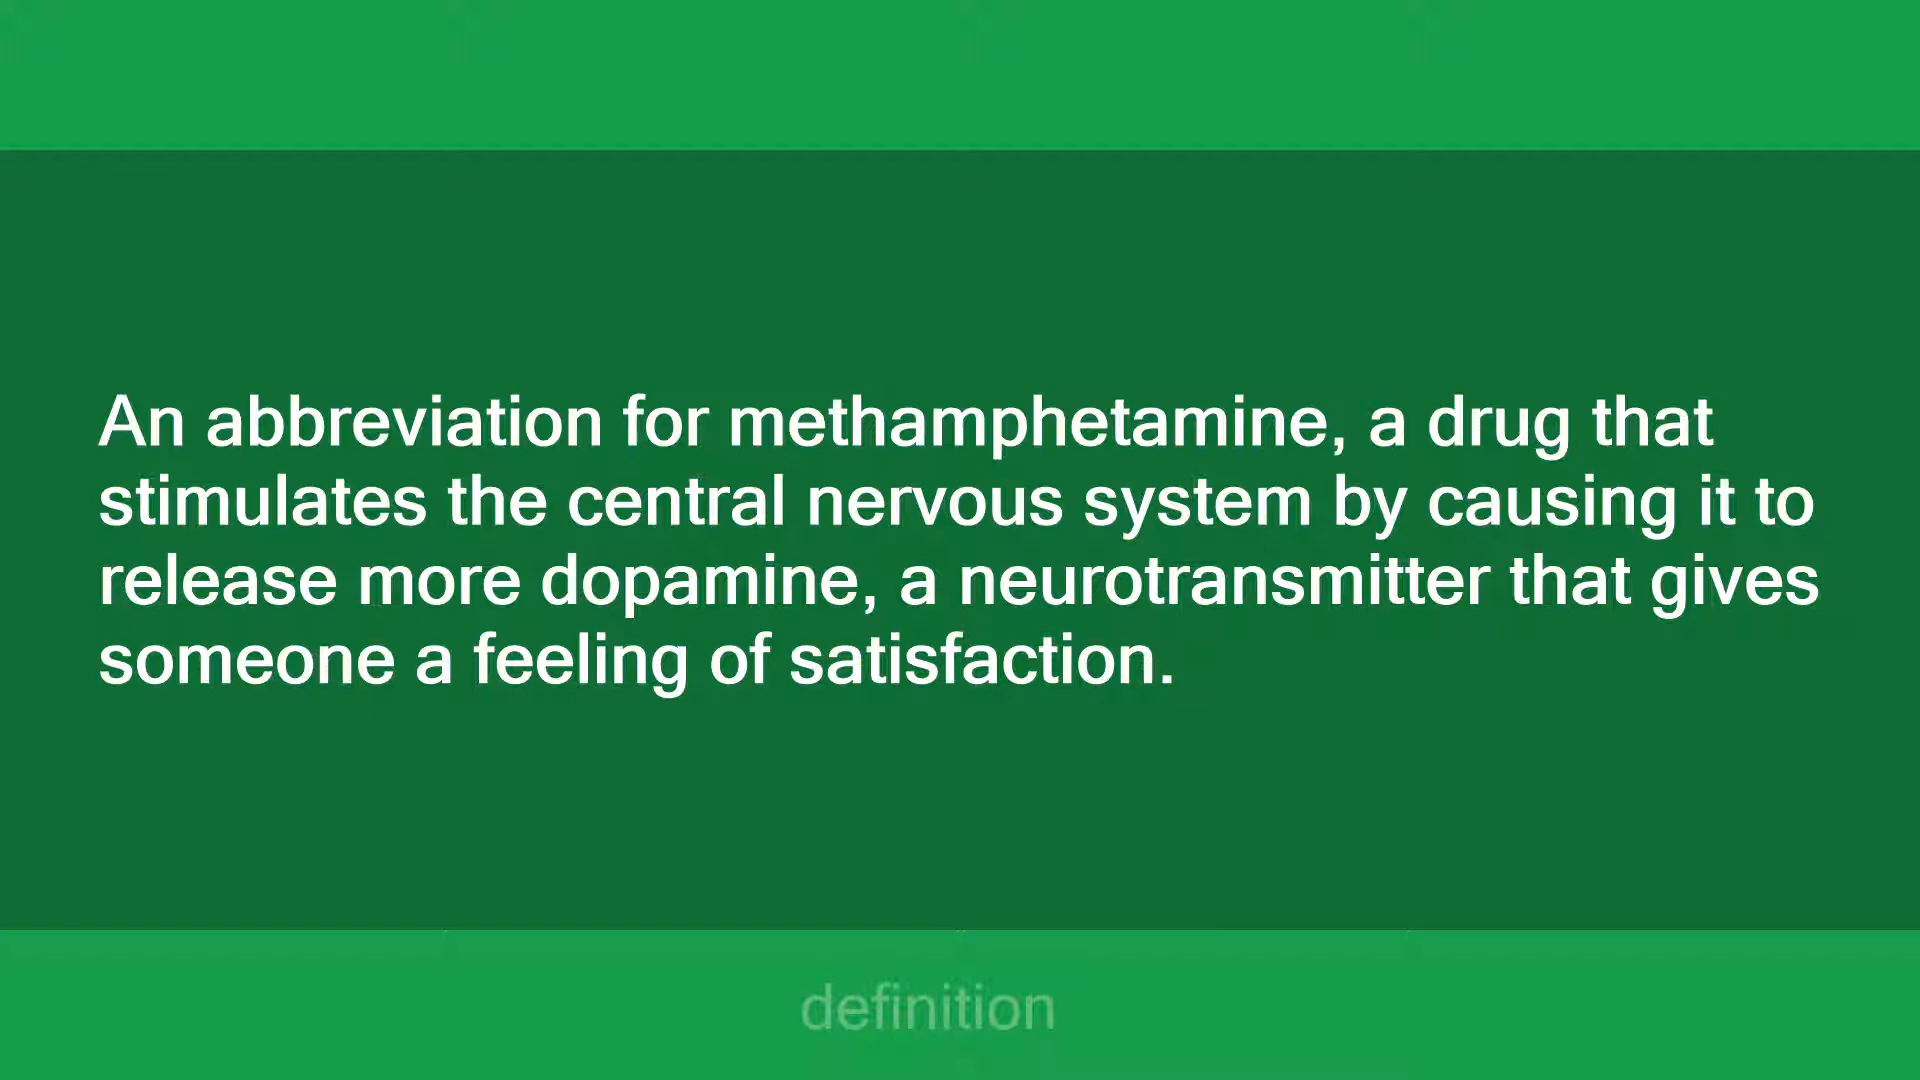 An abbreviation for methamphetamine, a drug that
stimulates the central nervous system by causing it to
release more dopamine, a neurotransmitter that gives
someone a feeling of satisfaction.
definition